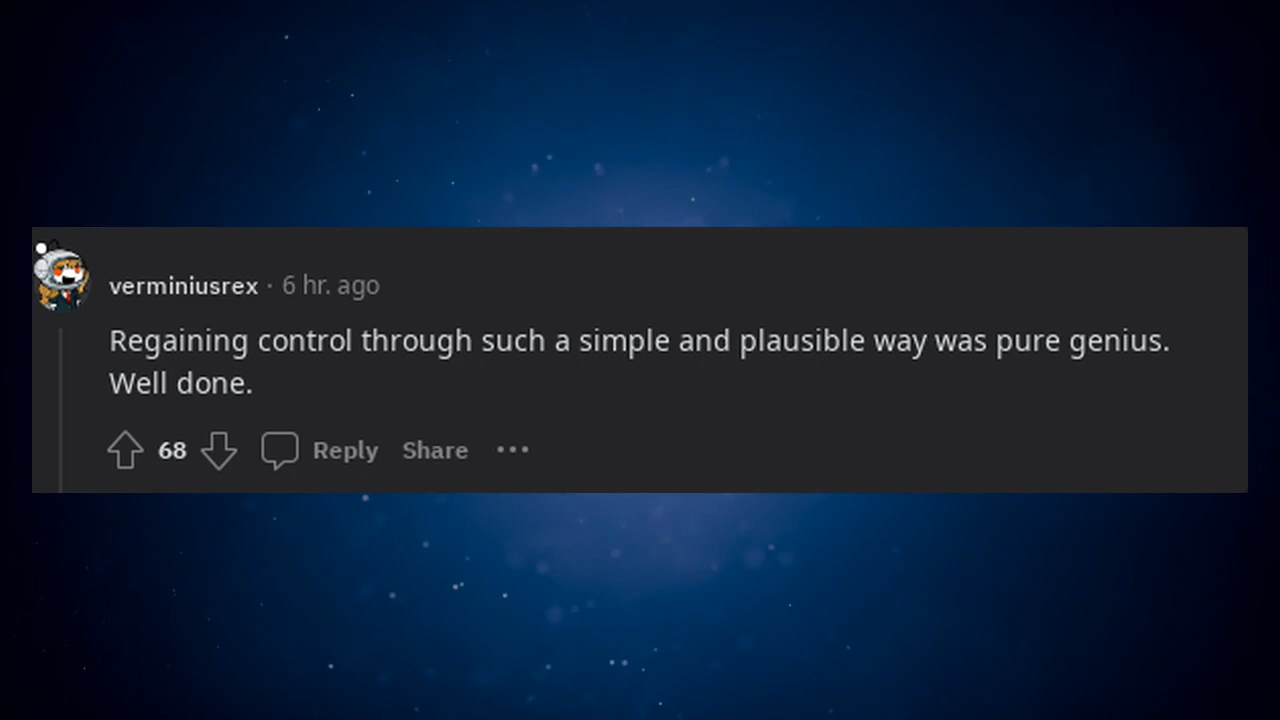 verminiusrex · 6 hr. ago
Regaining control through such a simple and plausible way was pure genius.
Well done.
68 Reply Share •••